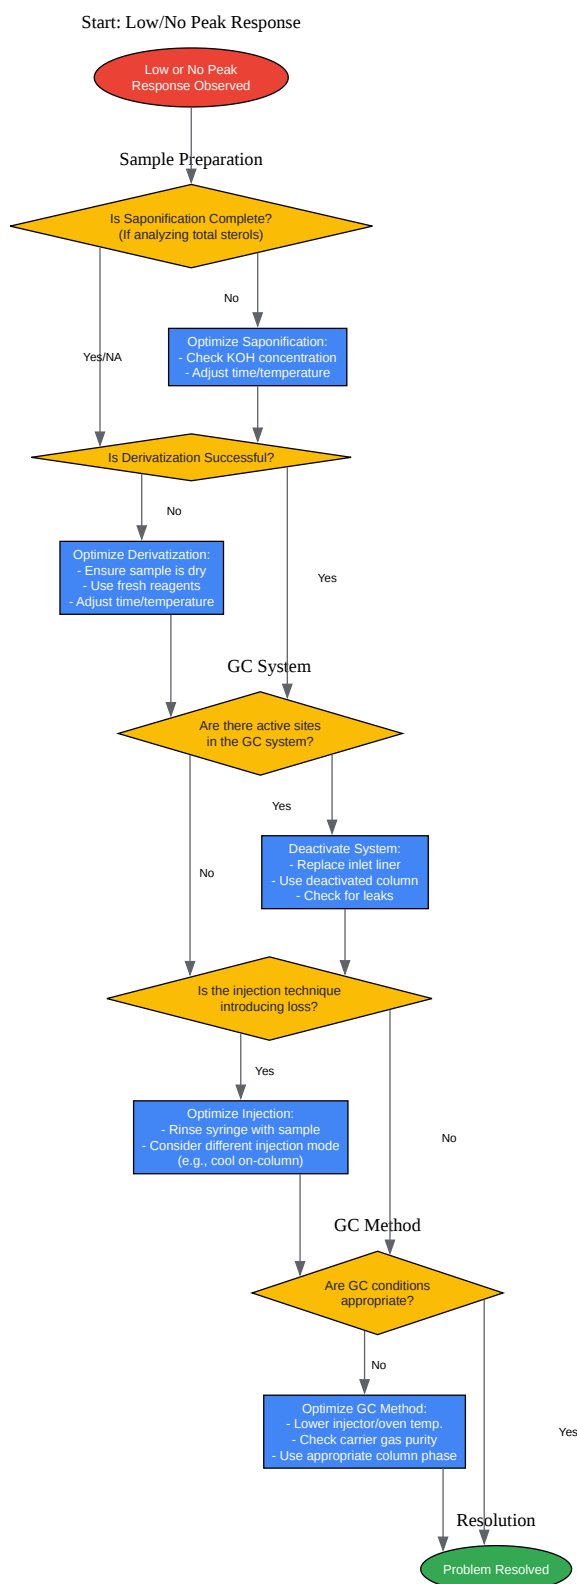 Start: Low/No Peak Response
Low or No Peak
Response Observed
Sample Preparation
Is Saponification Complete?
(If analyzing total sterols)
No
Optimize Saponification:
- Check KOH concentration
- Adjust time/temperature
Yes/NA
Is Derivatization Successful?
No
Optimize Derivatization:
- Ensure sample is dry
- Use fresh reagents
- Adjust time/temperature
Yes
GC System
Are there active sites
in the GC system?
Yes
Deactivate System:
- Replace inlet liner
- Use deactivated column
- Check for leaks
No
Is the injection technique
introducing loss?
Yes
Optimize Injection:
- Rinse syringe with sample
- Consider different injection mode
(e.g., cool on-column)
No
GC Method
Are GC conditions
appropriate?
No
Optimize GC Method:
- Lower injector/oven temp.
- Check carrier gas purity
- Use appropriate column phase
Yes
Resolution
Problem Resolved